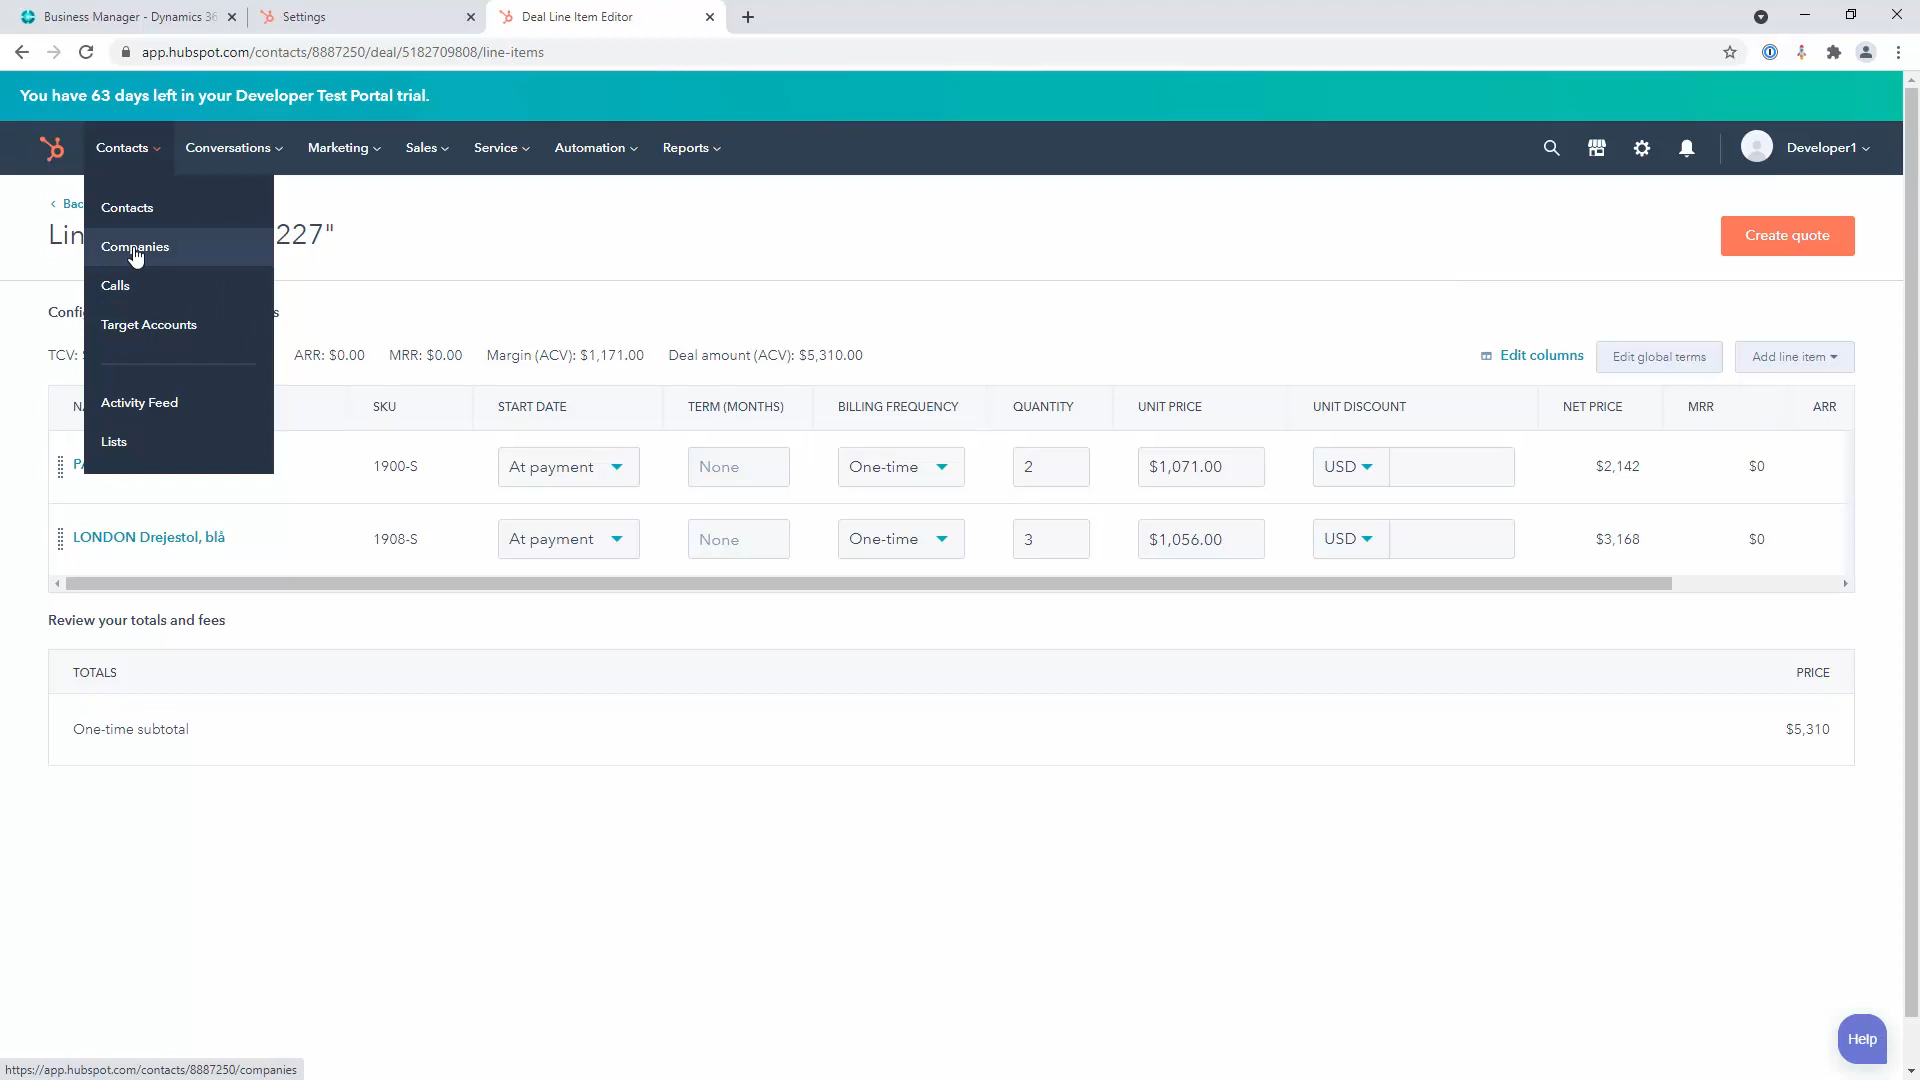 Business Manager - Dynamics 36
Settings
Deal Line Item Editor
app.hubspot.com/contacts/8887250/deal/5182709808/line-items
You have 63 days left in your Developer Test Portal trial.
Contacts
Conversations
Marketing
Sales
Service
Automation
Reports
Developer1
Contacts
Companies
Calls
Target Accounts
Activity Feed
Lists
Bac
Lin
227"
Create quote
Confi
s
TCV:
ARR: $0.00
MRR: $0.00
Margin (ACV): $1,171.00
Deal amount (ACV): $5,310.00
Edit columns
Edit global terms
Add line item
NA
SKU
START DATE
TERM (MONTHS)
BILLING FREQUENCY
QUANTITY
UNIT PRICE
UNIT DISCOUNT
NET PRICE
MRR
ARR
PA
1900-S
At payment
None
One-time
2
$1,071.00
USD
$2,142
$0
LONDON Drejestol, blå
1908-S
At payment
None
One-time
3
$1,056.00
USD
$3,168
$0
Review your totals and fees
TOTALS
PRICE
One-time subtotal
$5,310
Help
https://app.hubspot.com/contacts/8887250/companies